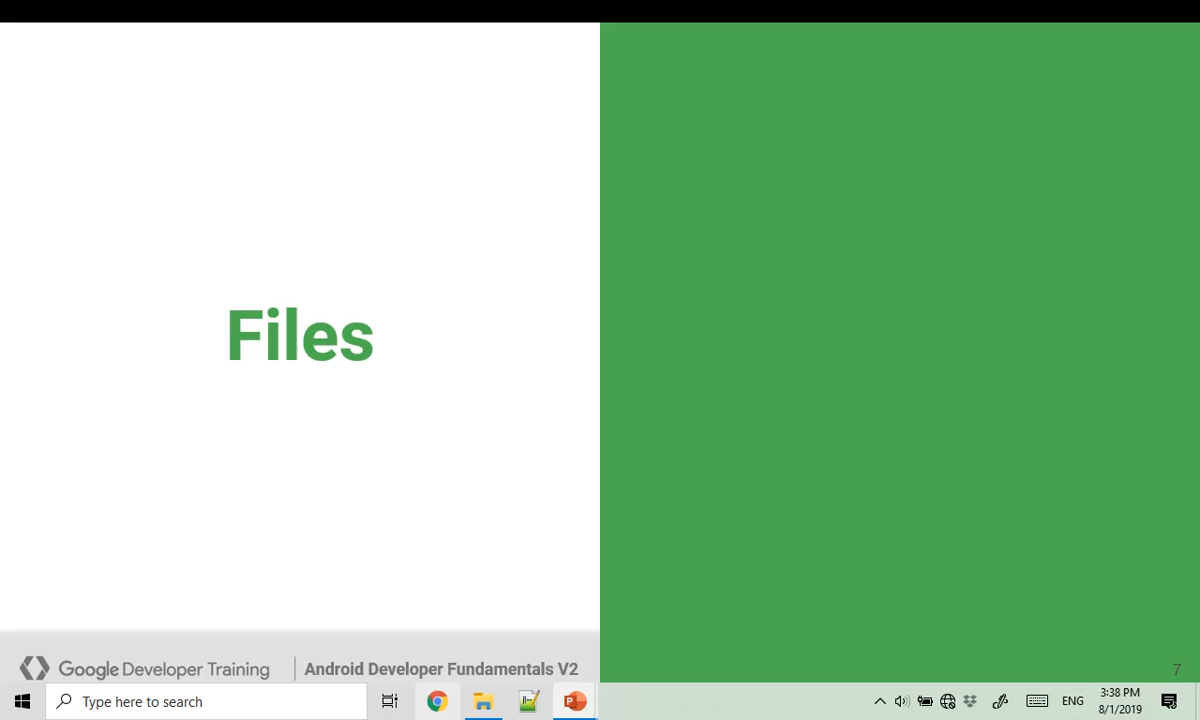 Files
Google Developer Training
Android Developer Fundamentals V2
7
Type here to search
ENG
3:38 PM
8/1/2019